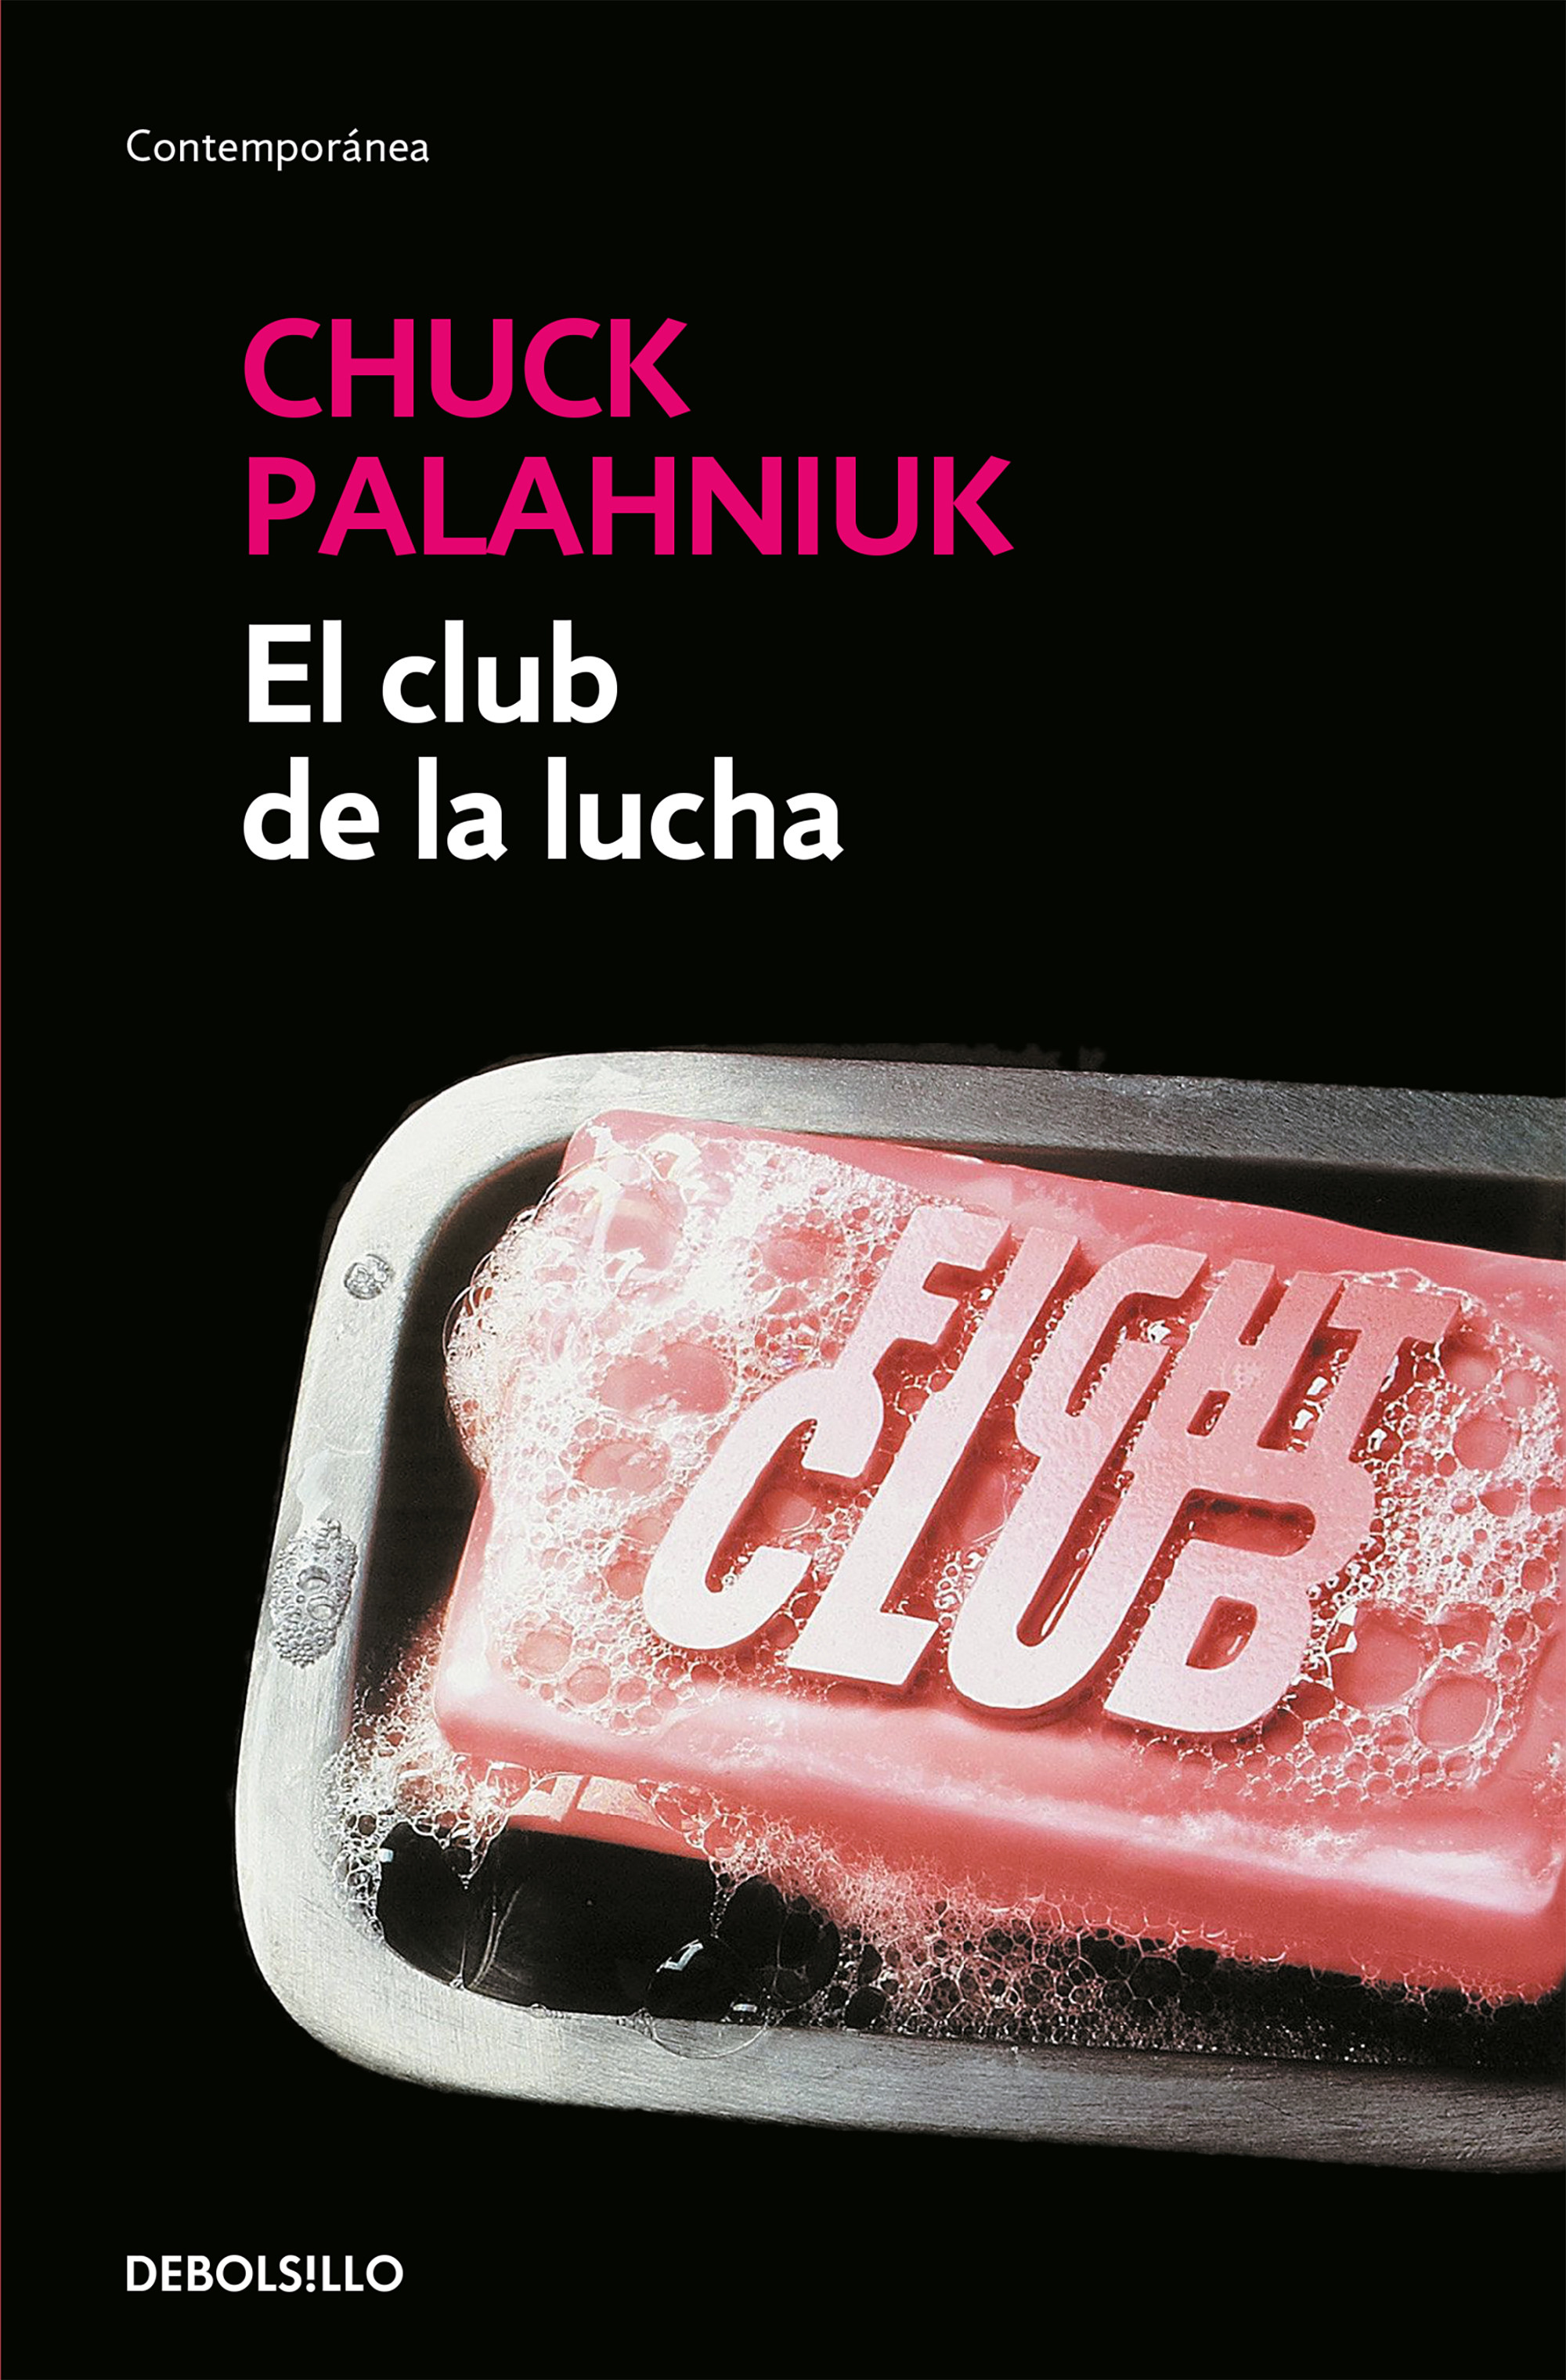 Contemporánea
CHUCK
PALAHNIUK
El club
de la lucha
FIGHT
CLUB
DEBOLS!LLO